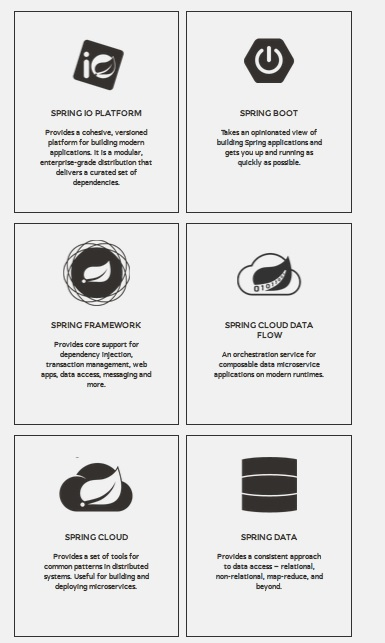 SPRING IO PLATFORM
Provides a cohesive, versioned
platform for building modern
applications. It is a modular,
enterprise-grade distribution that
delivers a curated set of
dependencies.
SPRING BOOT
Takes an opinionated view of
building Spring applications and
gets you up and running as
quickly as possible.
SPRING FRAMEWORK
Provides core support for
dependency injection,
transaction management, web
apps, data access, messaging and
more.
SPRING CLOUD DATA
FLOW
An orchestration service for
composable data microservice
applications on modern runtimes.
SPRING CLOUD
Provides a set of tools for
common patterns in distributed
systems. Useful for building and
deploying microservices.
SPRING DATA
Provides a consistent approach
to data access – relational,
non-relational, map-reduce, and
beyond.